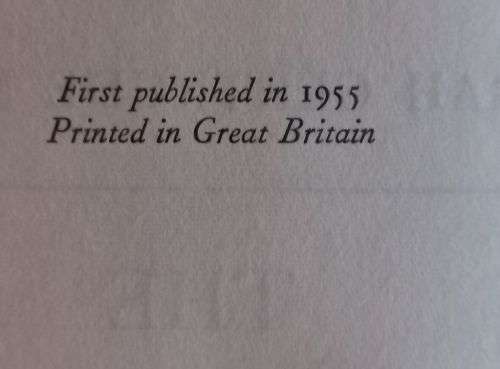 First published in 1955
Printed in Great Britain